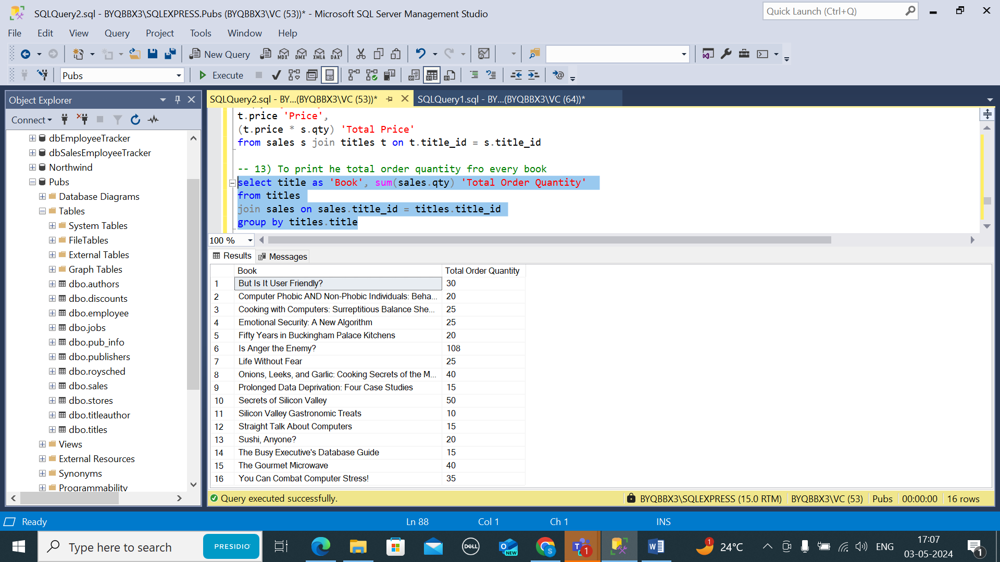 SQLQuery2.sql - BYQBBX3\SQLEXPRESS.Pubs (BYQBBX3\VC (53))* - Microsoft SQL Server Management Studio
Quick Launch (Ctrl+Q)
File Edit View Query Project Tools Window Help
New Query MDX DMX XMLA DAX
Pubs Execute
Object Explorer
Connect
dbEmployeeTracker
dbSalesEmployeeTracker
Northwind
Pubs
Database Diagrams
Tables
System Tables
FileTables
External Tables
Graph Tables
dbo.authors
dbo.discounts
dbo.employee
dbo.jobs
dbo.pub_info
dbo.publishers
dbo.roysched
dbo.sales
dbo.stores
dbo.titleauthor
dbo.titles
Views
External Resources
Synonyms
Programmability
SQLQuery2.sql - BY...(BYQBBX3\VC (53))* SQLQuery1.sql - BY...(BYQBBX3\VC (64))*
t.price 'Price',
(t.price * s.qty) 'Total Price'
from sales s join titles t on t.title_id = s.title_id
-- 13) To print he total order quantity fro every book
select title as 'Book', sum(sales.qty) 'Total Order Quantity'
from titles
join sales on sales.title_id = titles.title_id
group by titles.title
100 %
Results Messages
Book Total Order Quantity
1 But Is It User Friendly? 30
2 Computer Phobic AND Non-Phobic Individuals: Beha... 20
3 Cooking with Computers: Surreptitious Balance She... 25
4 Emotional Security: A New Algorithm 25
5 Fifty Years in Buckingham Palace Kitchens 20
6 Is Anger the Enemy? 108
7 Life Without Fear 25
8 Onions, Leeks, and Garlic: Cooking Secrets of the M... 40
9 Prolonged Data Deprivation: Four Case Studies 15
10 Secrets of Silicon Valley 50
11 Silicon Valley Gastronomic Treats 10
12 Straight Talk About Computers 15
13 Sushi, Anyone? 20
14 The Busy Executive's Database Guide 15
15 The Gourmet Microwave 40
16 You Can Combat Computer Stress! 35
Query executed successfully. BYQBBX3\SQLEXPRESS (15.0 RTM) BYQBBX3\VC (53) Pubs 00:00:00 16 rows
Ready Ln 88 Col 1 Ch 1 INS
Type here to search PRESIDIO DELL NEW S 1 W 1 24°C ENG 17:07
03-05-2024 1